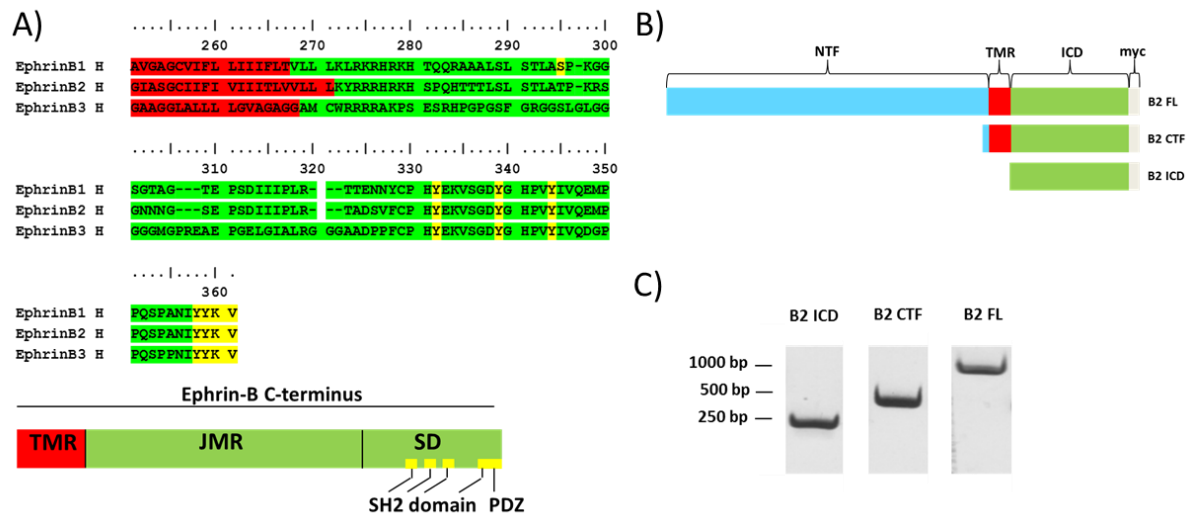 A)
....|....|....|....|....|....|....|....|....|....|
260 270 280 290 300
EphrinB1 H AVGAGCVIFL LIIIFLTVLL LKLRKRHRKH TQQRAAALSL STLASP-KGG
EphrinB2 H GIASGCIIFI VIIITLVVLL LKYRRRHRKH SPQHTTTLSL STLATPKRS
EphrinB3 H GAAGGLALLL LGVAGAGGAM CWRRRRAKPS ESRHPGPGSF GRGGSLGLGG
....|....|....|....|....|....|....|....|....|....|
310 320 330 340 350
EphrinB1 H SGTAG---TE PSDIIIPLR- --TTENNYCP HYEKVSGDYG HPVYIVQEMP
EphrinB2 H GNNNG---SE PSDIIIPLR- --TADSVFCP HYEKVSGDYG HPVYIVQEMP
EphrinB3 H GGGMGPREAE PGELGIALRG GGAADPPFCP HYEKVSGDYG HPVYIVQDGP
....|....|..
360
EphrinB1 H PQSPANIYYK V
EphrinB2 H PQSPANIYYK V
EphrinB3 H PQSPPNIYYK V
Ephrin-B C-terminus
TMR JMR SD
SH2 domain PDZ
B)
NTF TMR ICD myc
B2 FL
B2 CTF
B2 ICD
C)
B2 ICD B2 CTF B2 FL
1000 bp
500 bp
250 bp